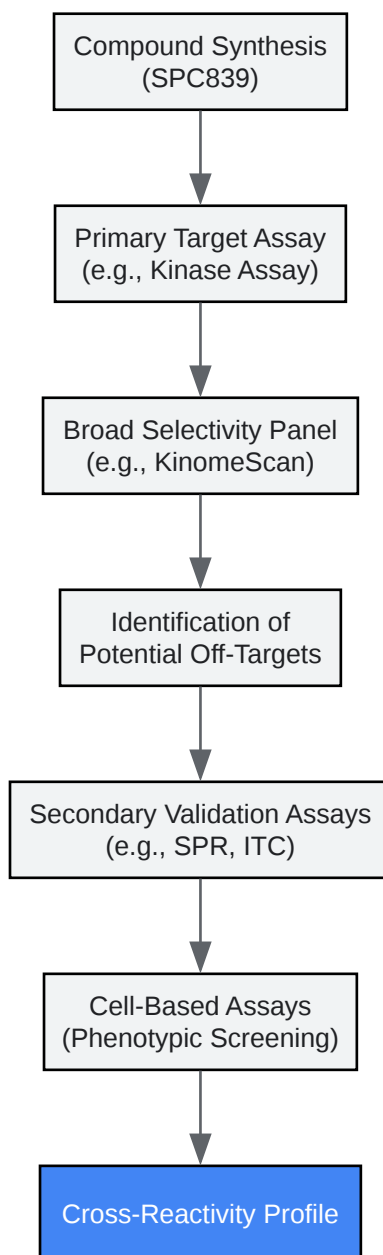 Compound Synthesis
(SPC839)
Primary Target Assay
(e.g., Kinase Assay)
Broad Selectivity Panel
(e.g., KinomeScan)
Identification of
Potential Off-Targets
Secondary Validation Assays
(e.g., SPR, ITC)
Cell-Based Assays
(Phenotypic Screening)
Cross-Reactivity Profile